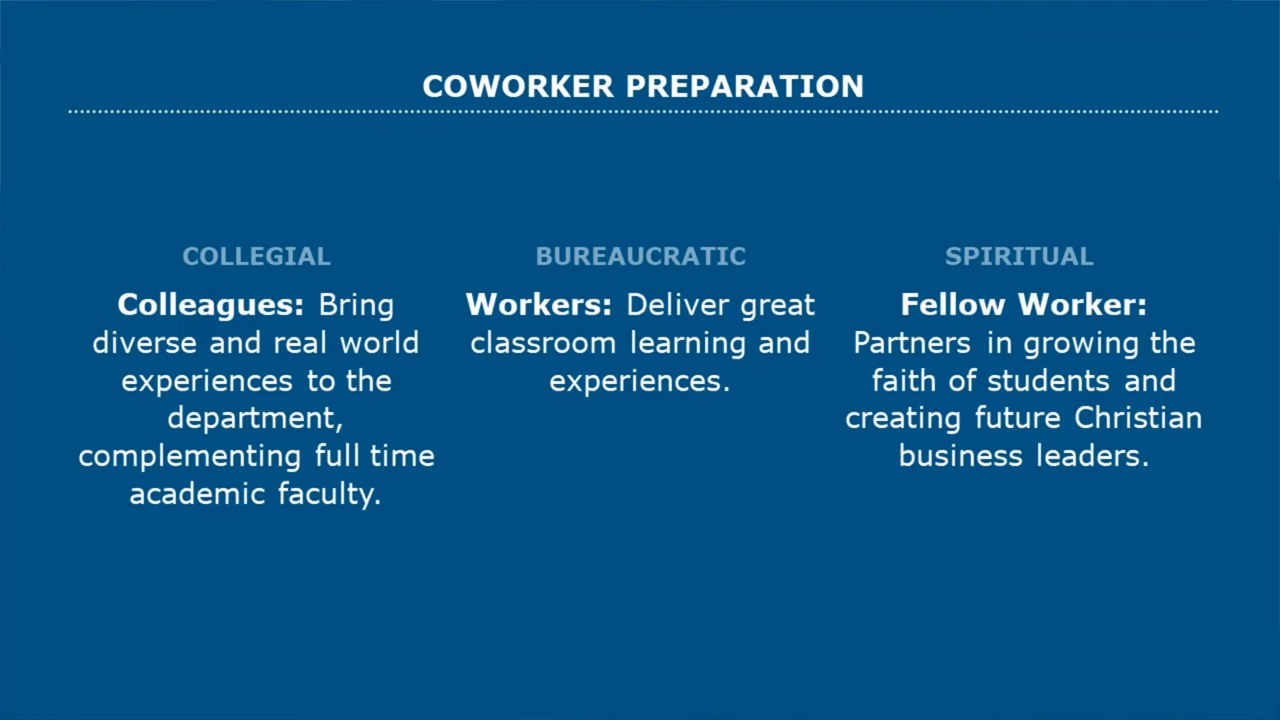 COWORKER PREPARATION
COLLEGIAL
Colleagues: Bring
diverse and real world
experiences to the
department,
complementing full time
academic faculty.
BUREAUCRATIC
Workers: Deliver great
classroom learning and
experiences.
SPIRITUAL
Fellow Worker:
Partners in growing the
faith of students and
creating future Christian
business leaders.